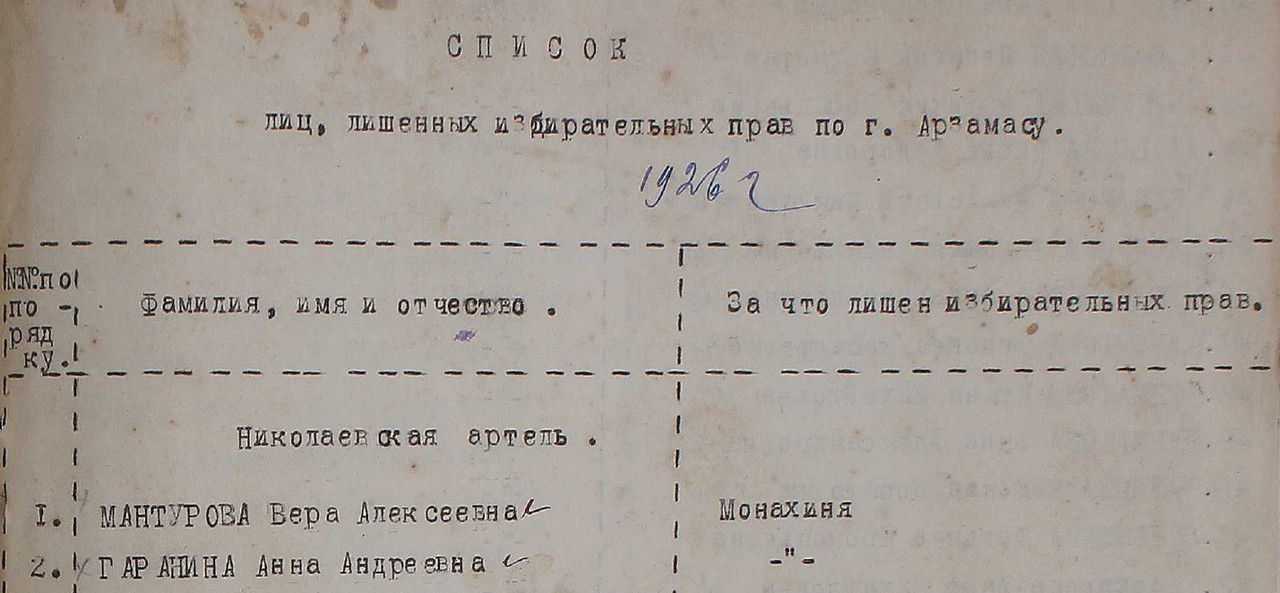 СПИСОК
лиц, лишенных избирательных прав по г. Арзамасу.
1926 г
№№ по
по -
ряд
ку.
Фамилия, имя и отчество .
За что лишен избирательных прав.
Николаевская артель .
1. МАНТУРОВА Вера Алексеевна Монахиня
2. ГАРАНИНА Анна Андреевна -"-